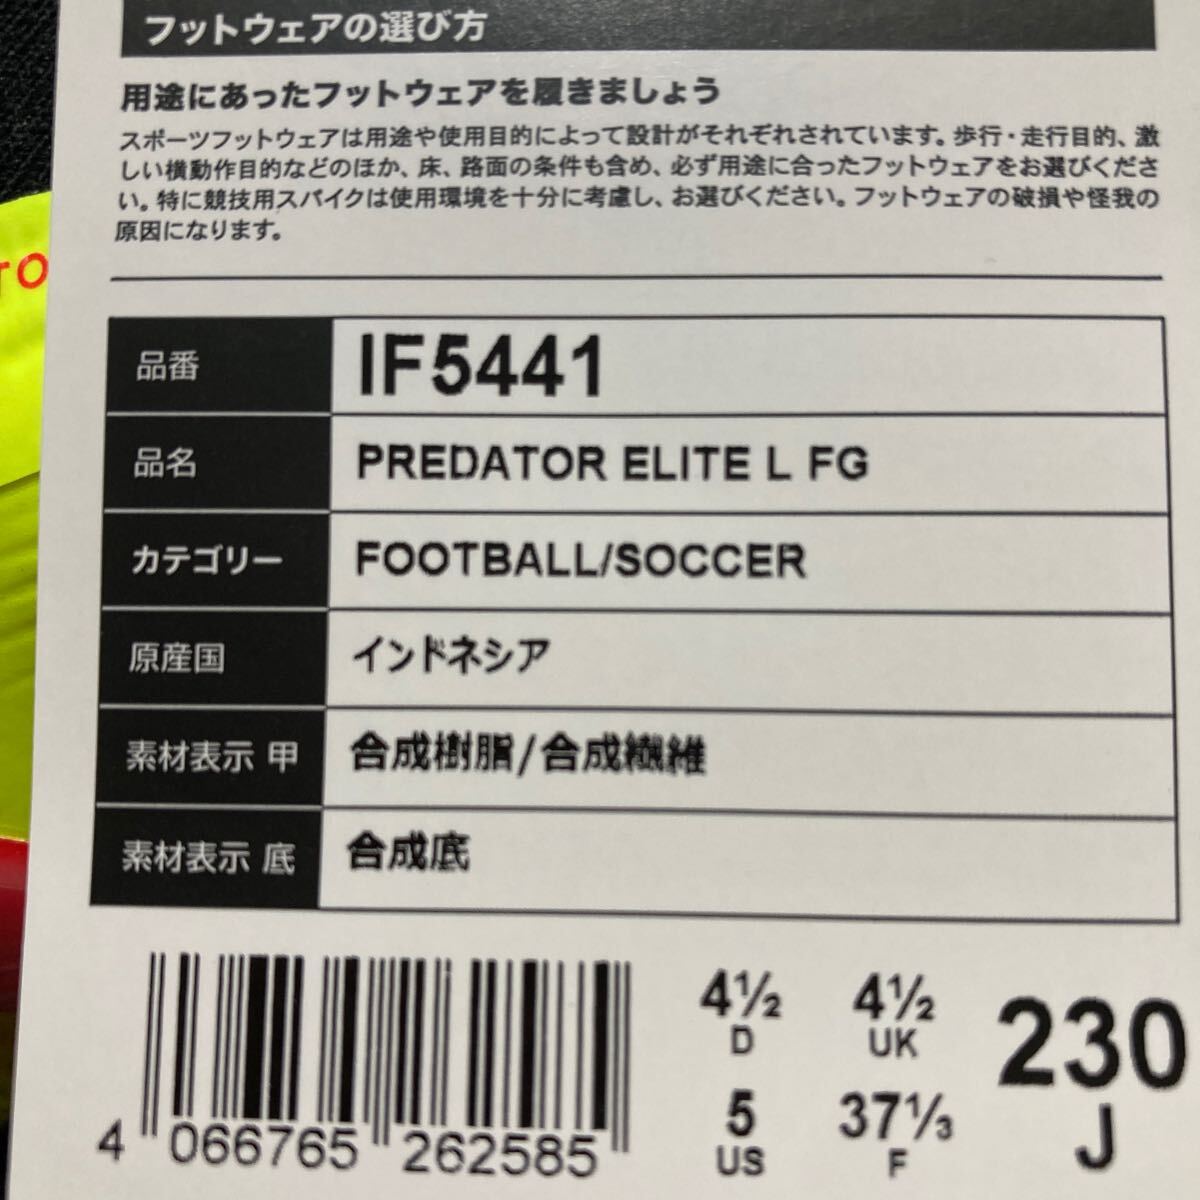 フットウェアの選び方
用途にあったフットウェアを履きましょう
スポーツフットウェアは用途や使用目的によって設計がそれぞれされています。歩行・走行目的、激
しい横動作目的などのほか、床、路面の条件も含め、必ず用途に合ったフットウェアをお選びくださ
い。特に競技用スパイクは使用環境を十分に考慮し、お選びください。フットウェアの破損や怪我の
原因になります。
TO
品番 IF5441
品名 PREDATOR ELITE L FG
カテゴリー FOOTBALL/SOCCER
原産国 インドネシア
素材表示 甲 合成樹脂/合成繊維
素材表示 底 合成底
4 066765 262585
4½ D
4½ UK
5 US
37⅓ F
230 J